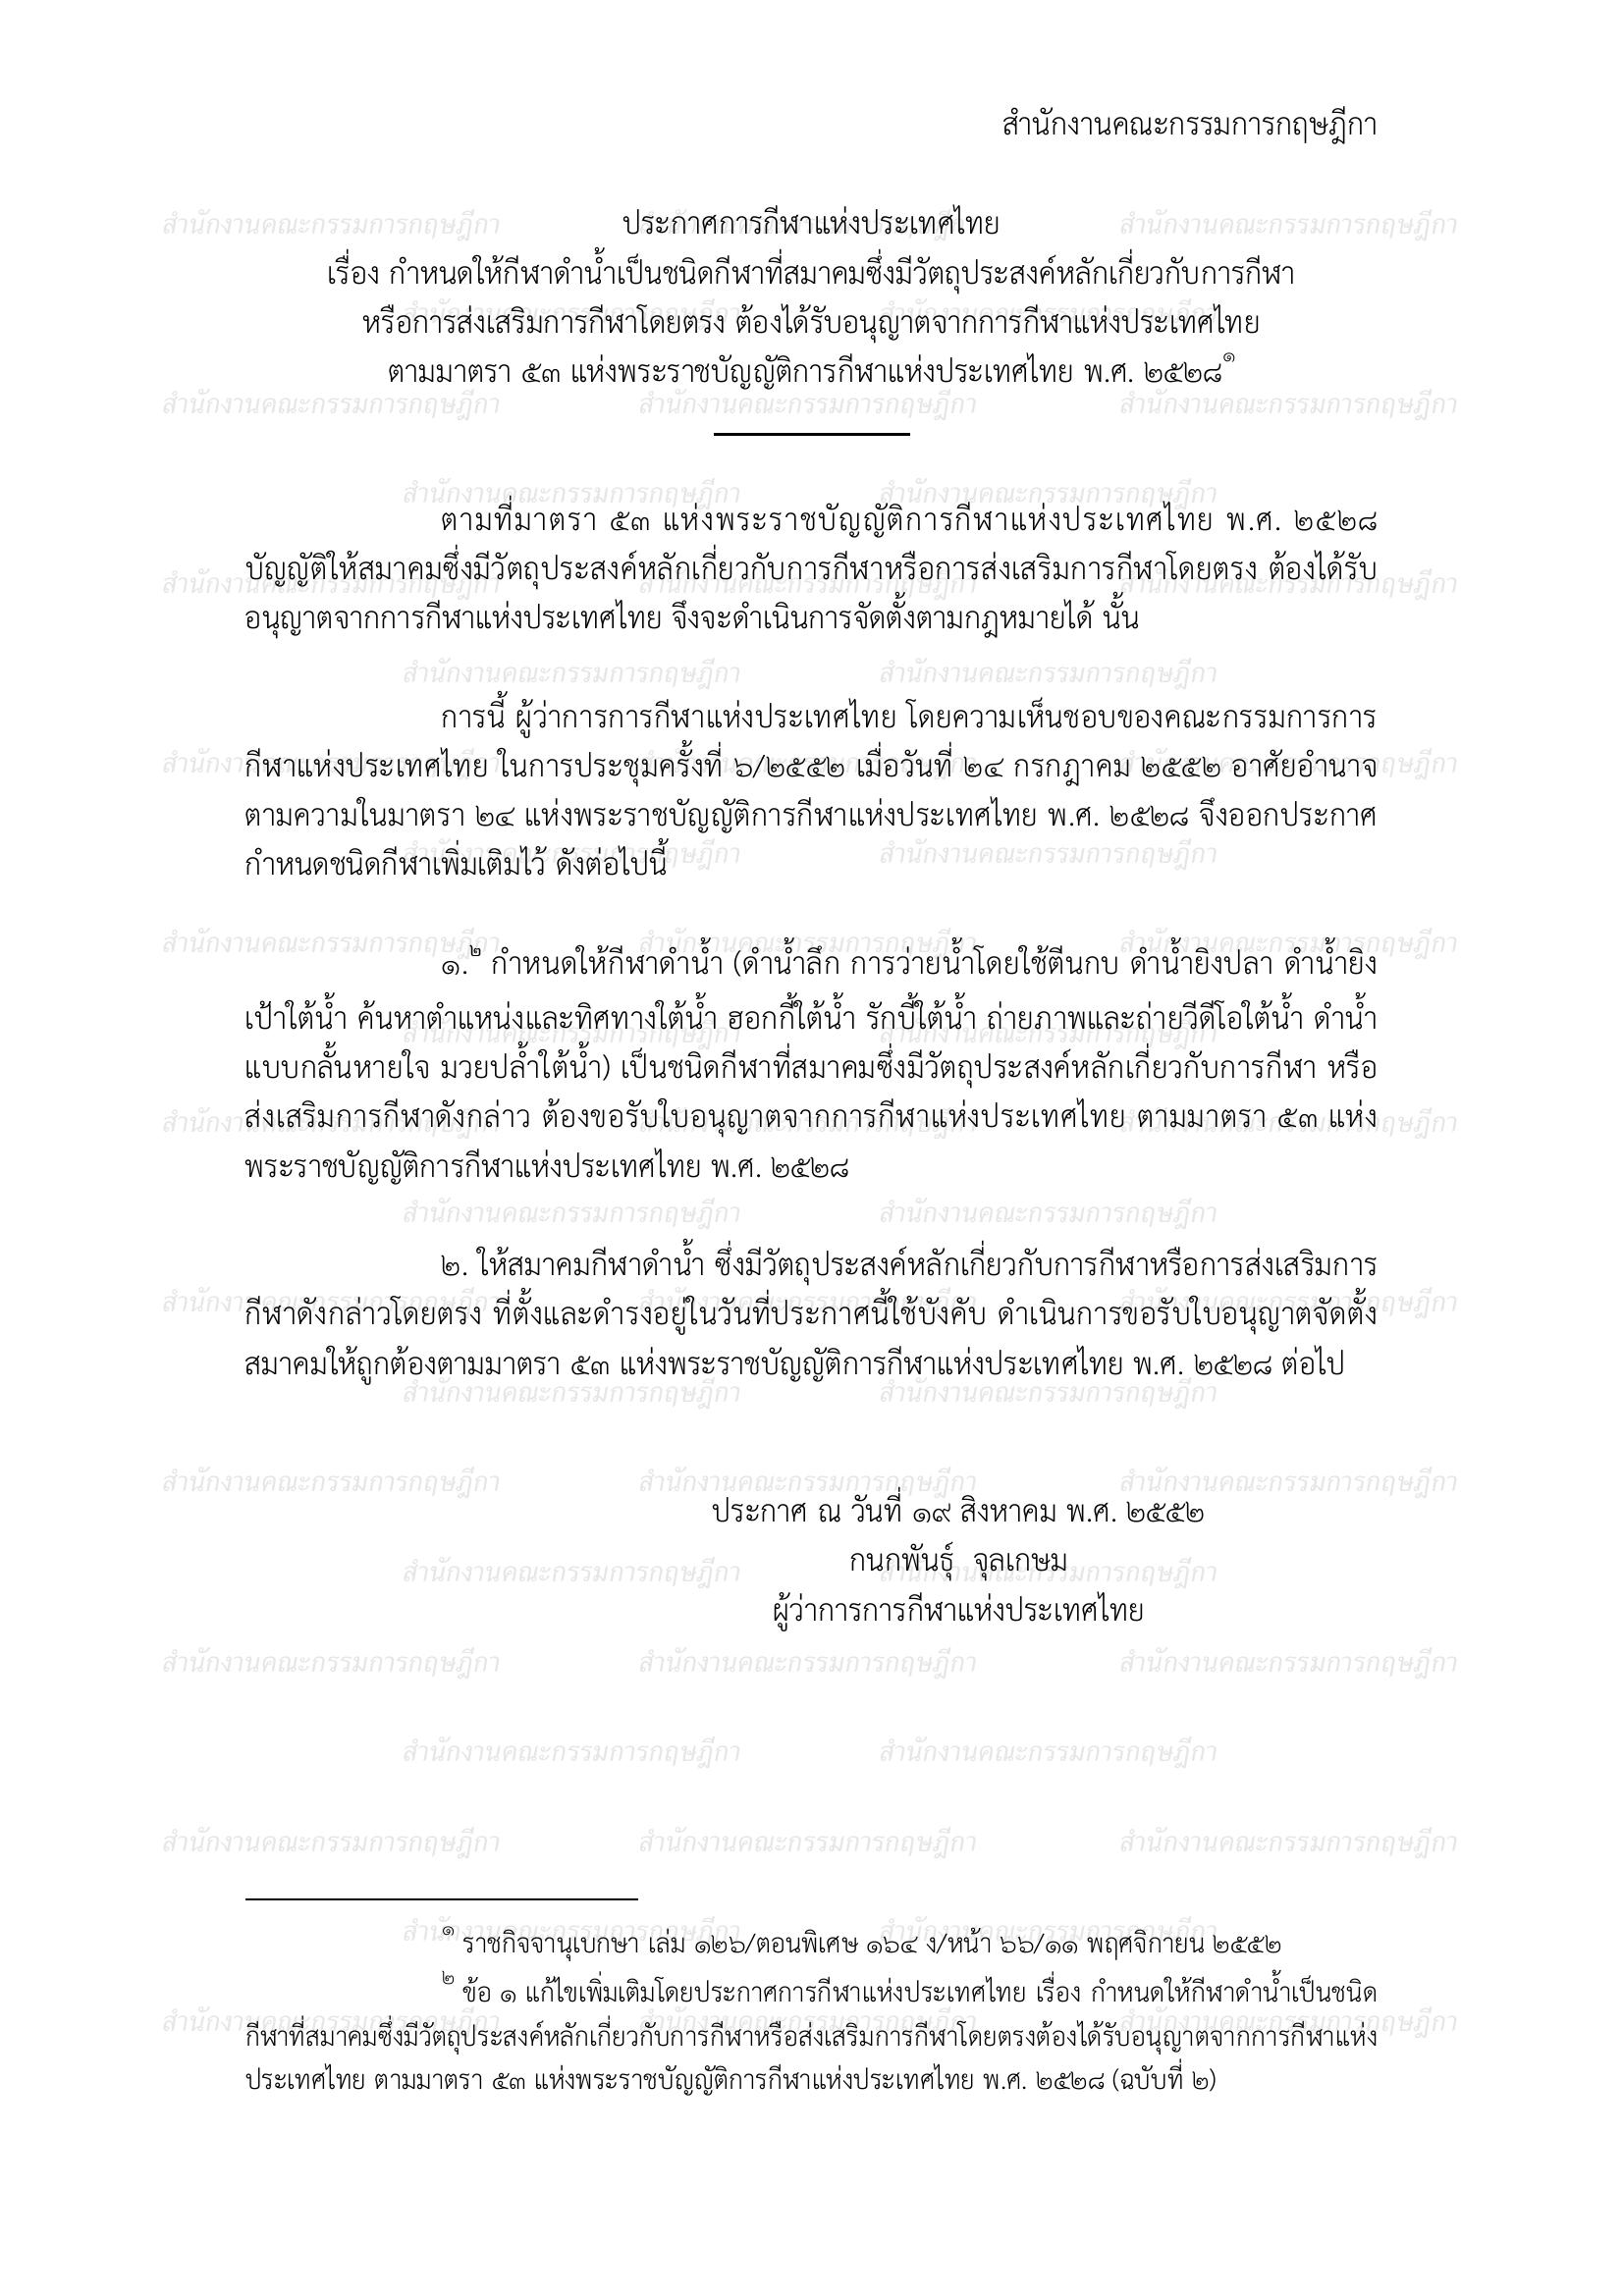 สำนักงานคณะกรรมการกฤษฎีกา
ประกาศการกีฬาแห่งประเทศไทย
เรื่อง กำหนดให้กีฬาดำน้ำเป็นชนิดกีฬาที่สมาคมซึ่งมีวัตถุประสงค์หลักเกี่ยวกับการกีฬา
หรือการส่งเสริมการกีฬาโดยตรง ต้องได้รับอนุญาตจากการกีฬาแห่งประเทศไทย
ตามมาตรา ๕๓ แห่งพระราชบัญญัติการกีฬาแห่งประเทศไทย พ.ศ. ๒๕๒๘๑
ตามที่มาตรา ๕๓ แห่งพระราชบัญญัติการกีฬาแห่งประเทศไทย พ.ศ. ๒๕๒๘
บัญญัติให้สมาคมซึ่งมีวัตถุประสงค์หลักเกี่ยวกับการกีฬาหรือการส่งเสริมการกีฬาโดยตรง ต้องได้รับ
อนุญาตจากการกีฬาแห่งประเทศไทย จึงจะดำเนินการจัดตั้งตามกฎหมายได้ นั้น
การนี้ ผู้ว่าการการกีฬาแห่งประเทศไทย โดยความเห็นชอบของคณะกรรมการการ
กีฬาแห่งประเทศไทย ในการประชุมครั้งที่ ๖/๒๕๕๒ เมื่อวันที่ ๒๔ กรกฎาคม ๒๕๕๒ อาศัยอำนาจ
ตามความในมาตรา ๒๔ แห่งพระราชบัญญัติการกีฬาแห่งประเทศไทย พ.ศ. ๒๕๒๘ จึงออกประกาศ
กำหนดชนิดกีฬาเพิ่มเติมไว้ ดังต่อไปนี้
๑.๒ กำหนดให้กีฬาดำน้ำ (ดำน้ำลึก การว่ายน้ำโดยใช้ตีนกบ ดำน้ำยิงปลา ดำน้ำยิง
เป้าใต้น้ำ ค้นหาตำแหน่งและทิศทางใต้น้ำ ฮอกกี้ใต้น้ำ รักบี้ใต้น้ำ ถ่ายภาพและถ่ายวีดีโอใต้น้ำ ดำน้ำ
แบบกลั้นหายใจ มวยปล้ำใต้น้ำ) เป็นชนิดกีฬาที่สมาคมซึ่งมีวัตถุประสงค์หลักเกี่ยวกับการกีฬา หรือ
ส่งเสริมการกีฬาดังกล่าว ต้องขอรับใบอนุญาตจากการกีฬาแห่งประเทศไทย ตามมาตรา ๕๓ แห่ง
พระราชบัญญัติการกีฬาแห่งประเทศไทย พ.ศ. ๒๕๒๘
๒. ให้สมาคมกีฬาดำน้ำ ซึ่งมีวัตถุประสงค์หลักเกี่ยวกับการกีฬาหรือการส่งเสริมการ
กีฬาดังกล่าวโดยตรง ที่ตั้งและดำรงอยู่ในวันที่ประกาศนี้ใช้บังคับ ดำเนินการขอรับใบอนุญาตจัดตั้ง
สมาคมให้ถูกต้องตามมาตรา ๕๓ แห่งพระราชบัญญัติการกีฬาแห่งประเทศไทย พ.ศ. ๒๕๒๘ ต่อไป
ประกาศ ณ วันที่ ๑๙ สิงหาคม พ.ศ. ๒๕๕๒
กนกพันธุ์ จุลเกษม
ผู้ว่าการการกีฬาแห่งประเทศไทย
๑ ราชกิจจานุเบกษา เล่ม ๑๒๖/ตอนพิเศษ ๑๖๔ ง/หน้า ๖๖/๑๑ พฤศจิกายน ๒๕๕๒
๒ ข้อ ๑ แก้ไขเพิ่มเติมโดยประกาศการกีฬาแห่งประเทศไทย เรื่อง กำหนดให้กีฬาดำน้ำเป็นชนิด
กีฬาที่สมาคมซึ่งมีวัตถุประสงค์หลักเกี่ยวกับการกีฬาหรือส่งเสริมการกีฬาโดยตรงต้องได้รับอนุญาตจากการกีฬาแห่ง
ประเทศไทย ตามมาตรา ๕๓ แห่งพระราชบัญญัติการกีฬาแห่งประเทศไทย พ.ศ. ๒๕๒๘ (ฉบับที่ ๒)